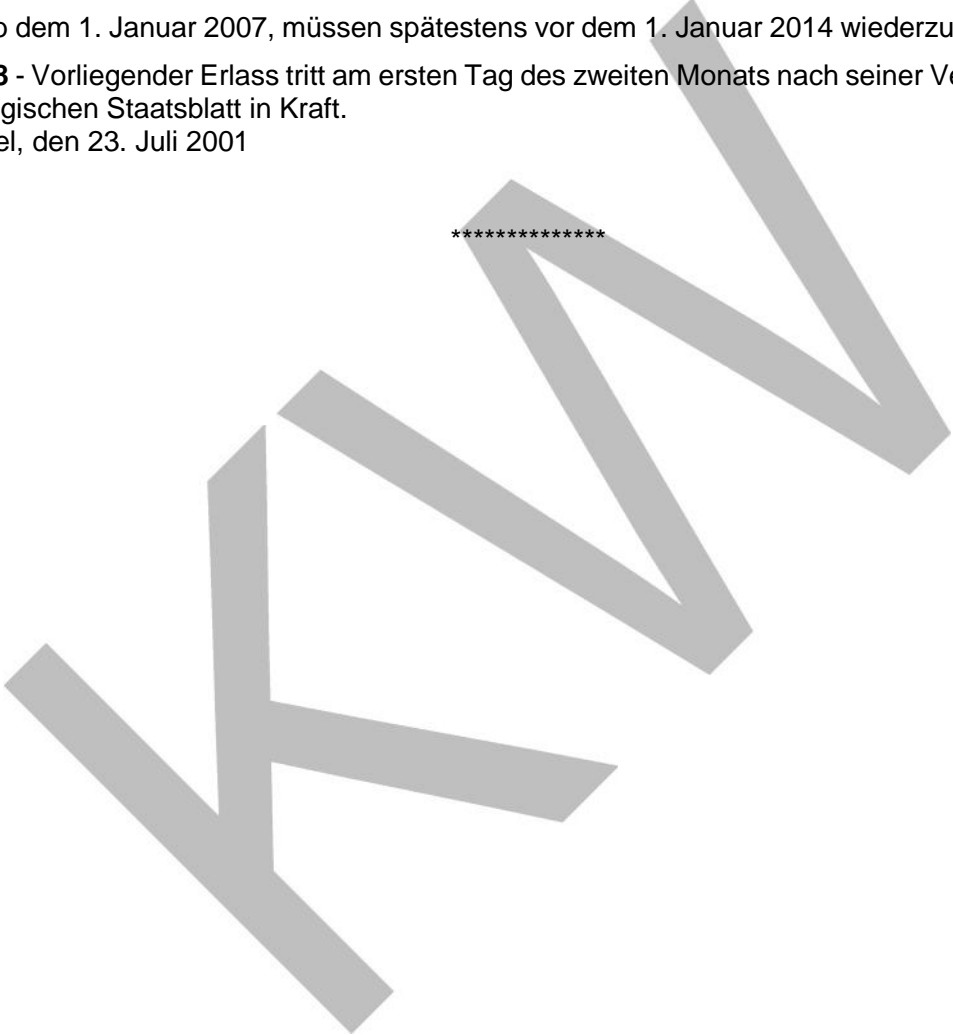 dem 1. Januar 2007, müssen spätestens vor dem 1. Januar 2014 wiederzu
- Vorliegender Erlass tritt am ersten Tag des zweiten Monats nach seiner Ve
gischen Staatsblatt in Kraft.
el, den 23. Juli 2001
**************
KVV